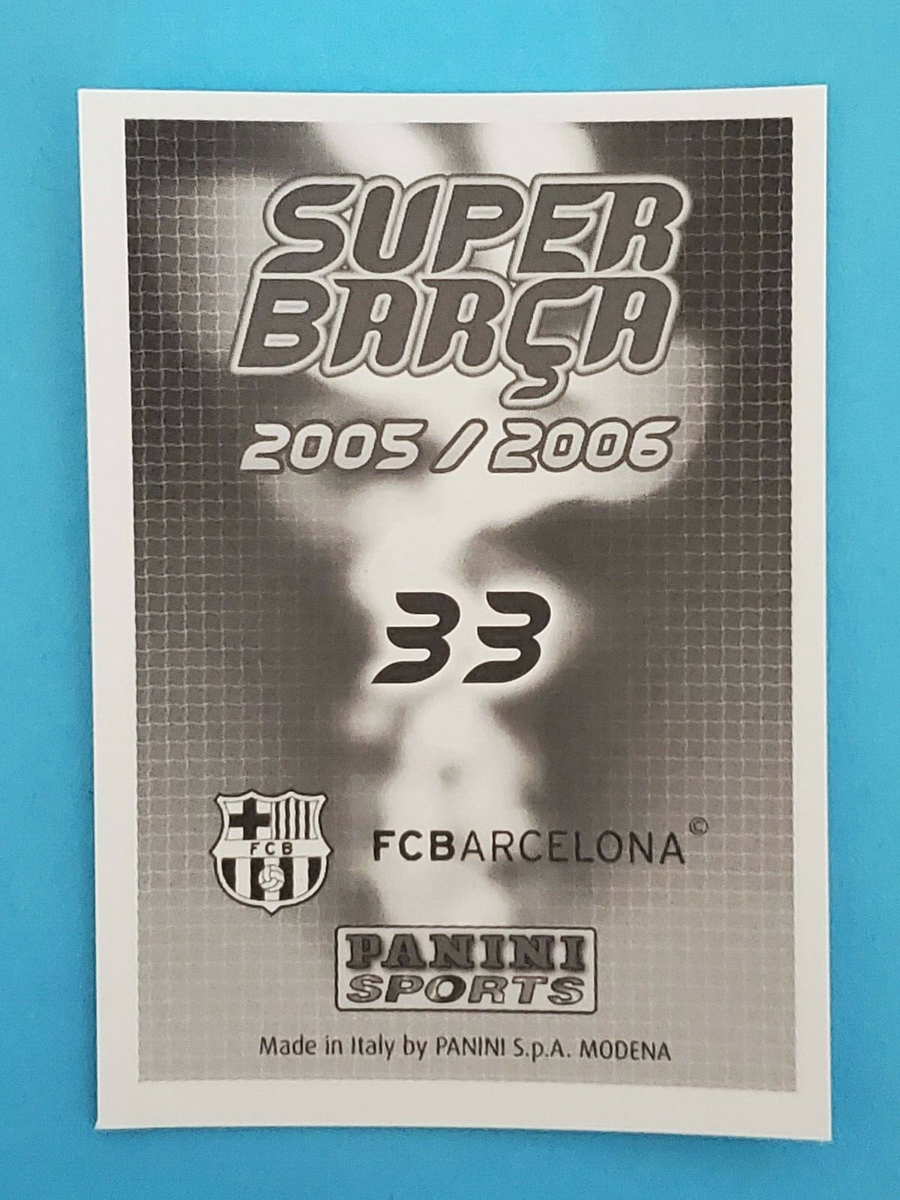 SUPER
BARÇA
2005 / 2006
33
FCB
FCBARCELONA©
PANINI
SPORTS
Made in Italy by PANINI S.p.A. MODENA